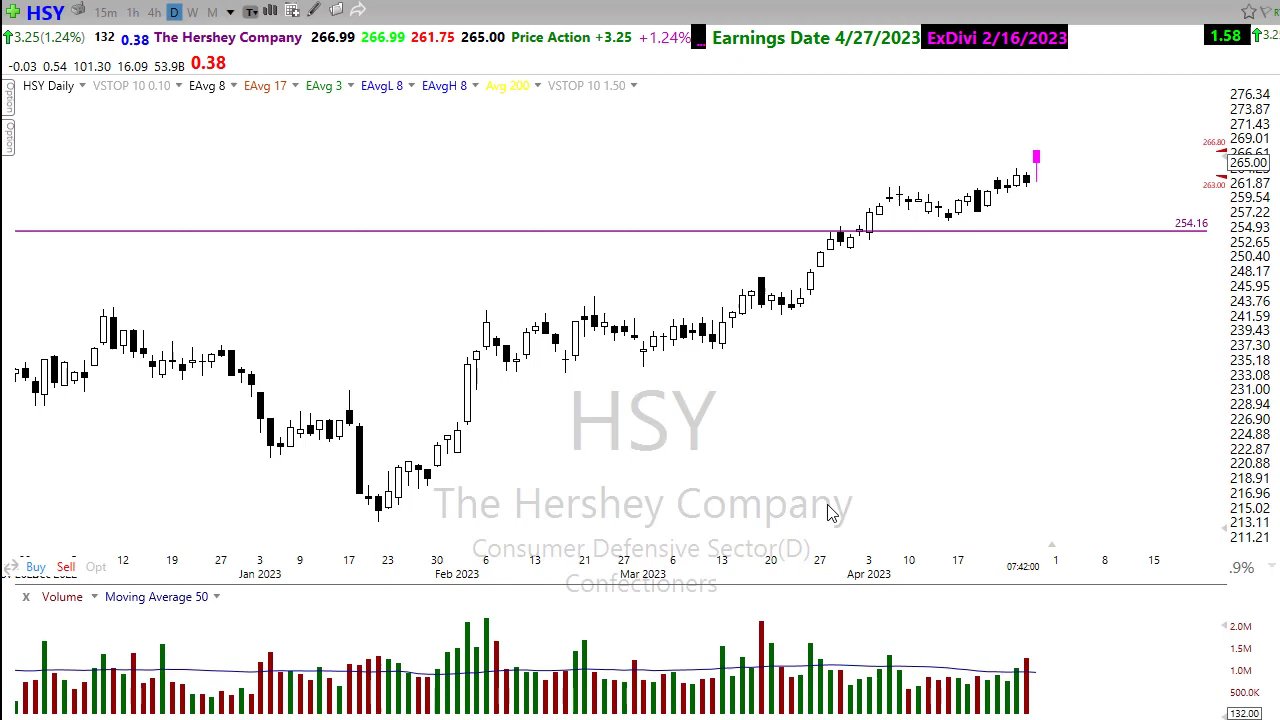 HSY 15m 1h 4h D W M T
3.25(1.24%) 132 0.38 The Hershey Company 266.99 266.99 261.75 265.00 Price Action +3.25 +1.24% Earnings Date 4/27/2023 ExDivi 2/16/2023 1.58
-0.03 0.54 101.30 16.09 53.9B 0.38
Option
Option
HSY Daily VSTOP 10 0.10 EAvg 8 EAvg 17 EAvg 3 EAvgL 8 EAvgH 8 Avg 200 VSTOP 10 1.50
276.34
273.87
271.43
269.01
266.80
266.61
265.00
263.00
261.87
259.54
257.22
254.16
254.93
252.65
250.40
248.17
245.95
243.76
241.59
239.43
237.30
235.18
233.08
231.00
228.94
226.90
224.88
222.87
220.88
218.91
216.96
215.02
213.11
211.21
HSY
The Hershey Company
Consumer Defensive Sector(D)
Confectioners
12 19 27 3 9 17 23 30 6 13 21 27 6 13 20 27 3 10 17 07:42:00 1 8 15
Buy Sell Opt
Jan 2023 Feb 2023 Mar 2023 Apr 2023
.9%
x Volume Moving Average 50
2.0M
1.5M
1.0M
500.0K
132.00